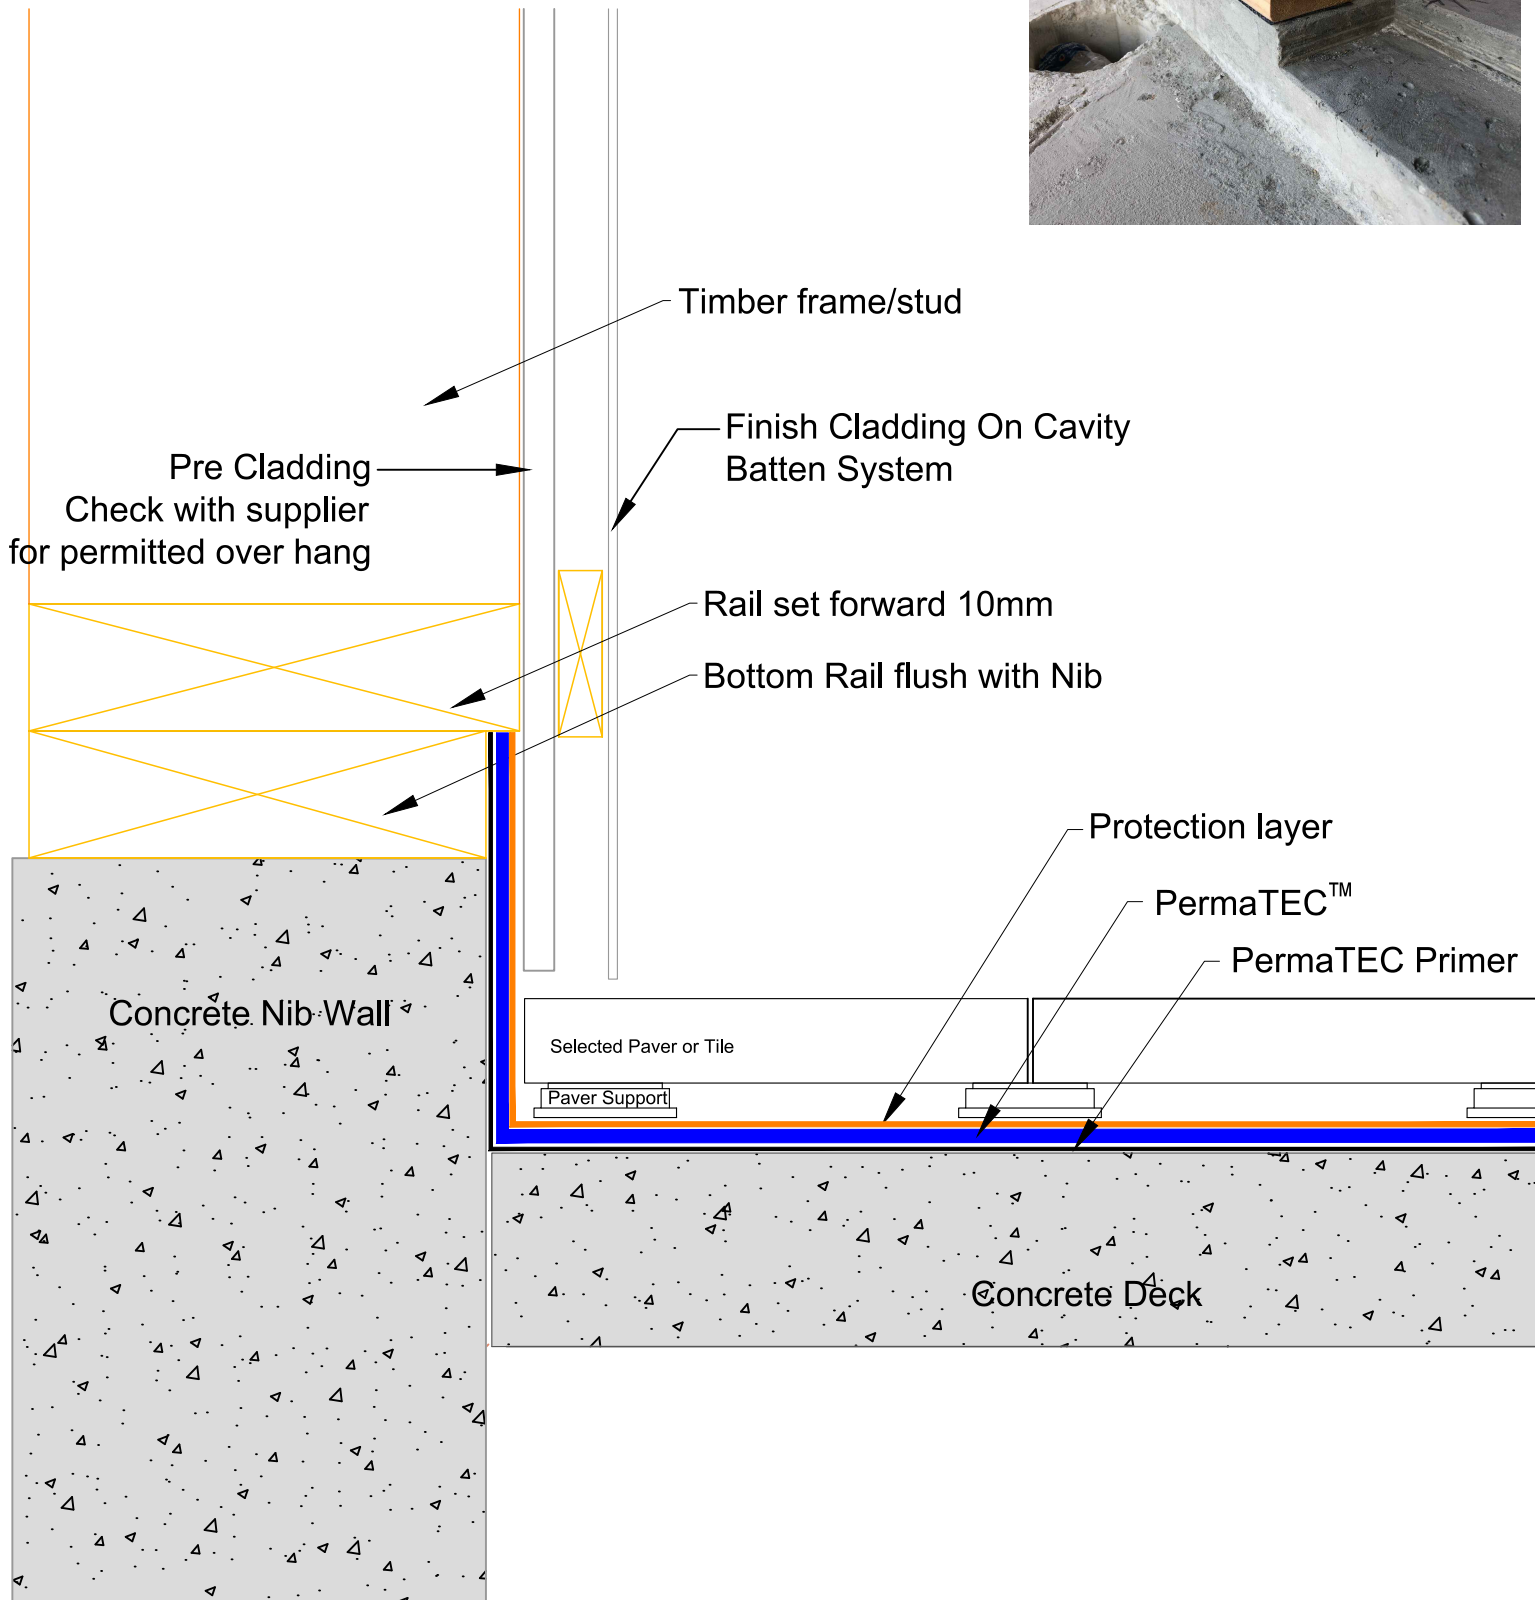 Timber frame/stud
Finish Cladding On Cavity
Batten System
Pre Cladding
Check with supplier
for permitted over hang
Rail set forward 10mm
Bottom Rail flush with Nib
Protection layer
PermaTEC™
PermaTEC Primer
Concrete Nib Wall
Selected Paver or Tile
Paver Support
Concrete Deck